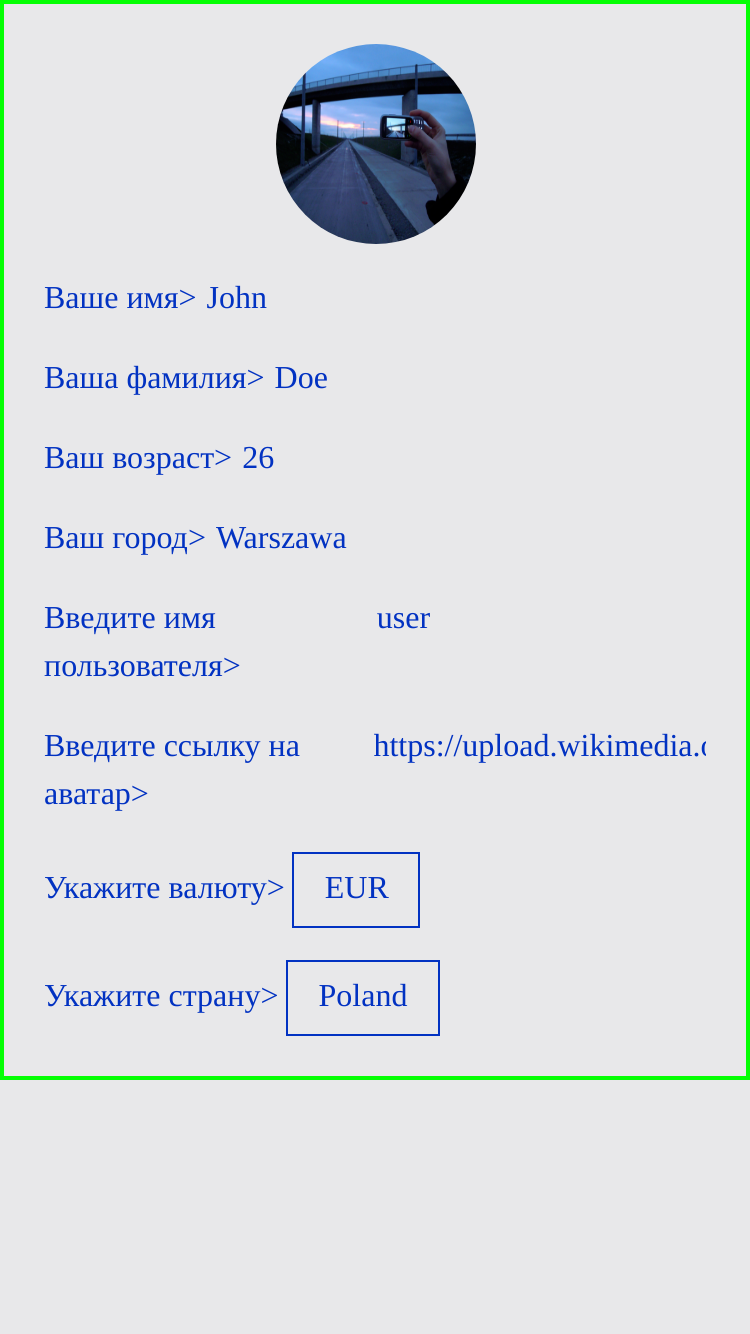 Ваше имя> John
Ваша фамилия> Doe
Ваш возраст> 26
Ваш город> Warszawa
Введите имя user
пользователя>
Введите ссылку на https://upload.wikimedia.
аватар>
Укажите валюту> EUR
Укажите страну> Poland